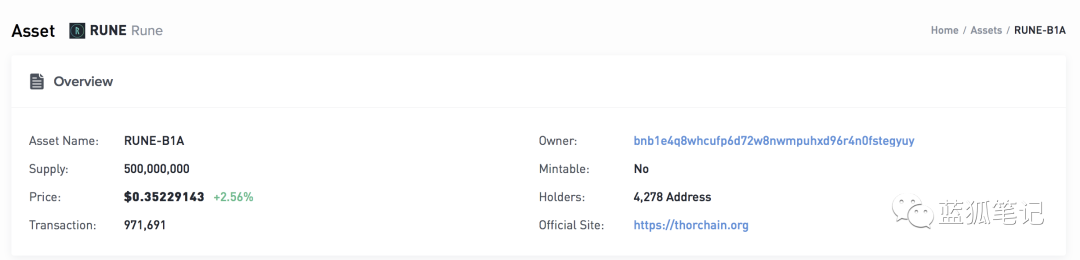 Asset R RUNE Rune Home / Assets / RUNE-B1A
Overview
Asset Name: RUNE-B1A Owner: bnb1e4q8whcufp6d72w8nwmpuhxd96r4n0fstegyuy
Supply: 500,000,000 Mintable: No
Price: $0.35229143 +2.56% Holders: 4,278 Address
Transaction: 971,691 Official Site: https://thorchain.org
蓝狐笔记